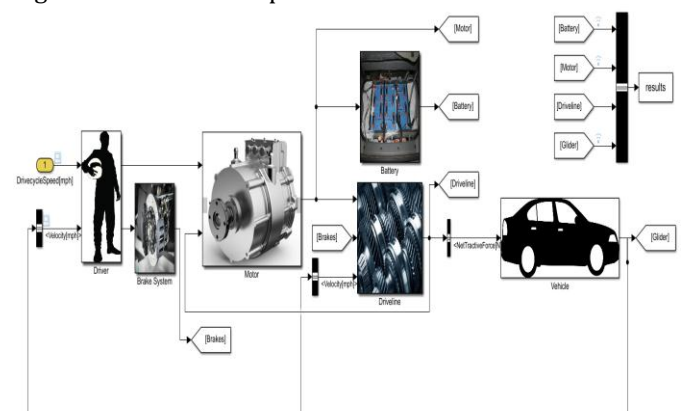 [Motor]
[Battery]
[Motor]
[Battery]
[Driveline]
[Glider]
results
1
DrivecycleSpeed[mph]
<Velocity[mph]>
Driver
Brake System
Motor
Battery
[Driveline]
[Brakes]
<Velocity[mph]>
Driveline
<NetTractiveForce[N
Vehicle
[Glider]
[Brakes]